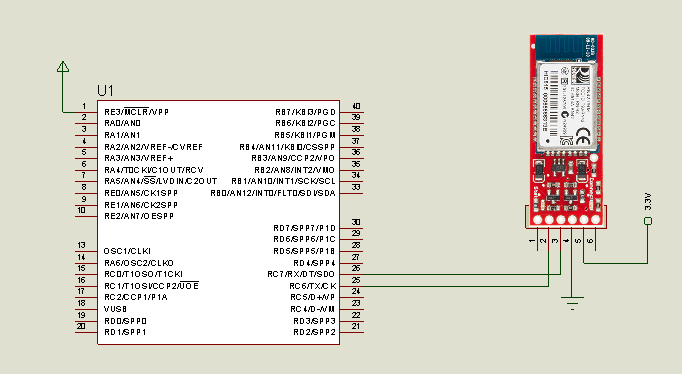 U1
1 RE3/MCLR/VPP RB7/KBI3/PGD 40
2 RA0/AN0 RB6/KBI2/PGC 39
3 RA1/AN1 RB5/KBI1/PGM 38
4 RA2/AN2/VREF-/CVREF RB4/AN11/KBI0/CSSPP 37
5 RA3/AN3/VREF+ RB3/AN9/CCP2/VPO 36
6 RA4/T0CKI/C1OUT/RCV RB2/AN8/INT2/VMO 35
7 RA5/AN4/SS/LVDIN/C2OUT RB1/AN10/INT1/SCK/SCL 34
8 RE0/AN5/CK1SPP RB0/AN12/INT0/FLT0/SDI/SDA 33
9 RE1/AN6/CK2SPP
10 RE2/AN7/OESPP
RD7/SPP7/P1D 30
RD6/SPP6/P1C 29
13 OSC1/CLKI RD5/SPP5/P1B 28
14 RA6/OSC2/CLKO RD4/SPP4 27
15 RC0/T1OSO/T1CKI RC7/RX/DT/SDO 26
16 RC1/T1OSI/CCP2/UOE RC6/TX/CK 25
17 RC2/CCP1/P1A RC5/D+/VP 24
18 VUSB RC4/D-/VM 23
19 RD0/SPP0 RD3/SPP3 22
20 RD1/SPP1 RD2/SPP2 21
1 2 3 4 5 6
3.3V